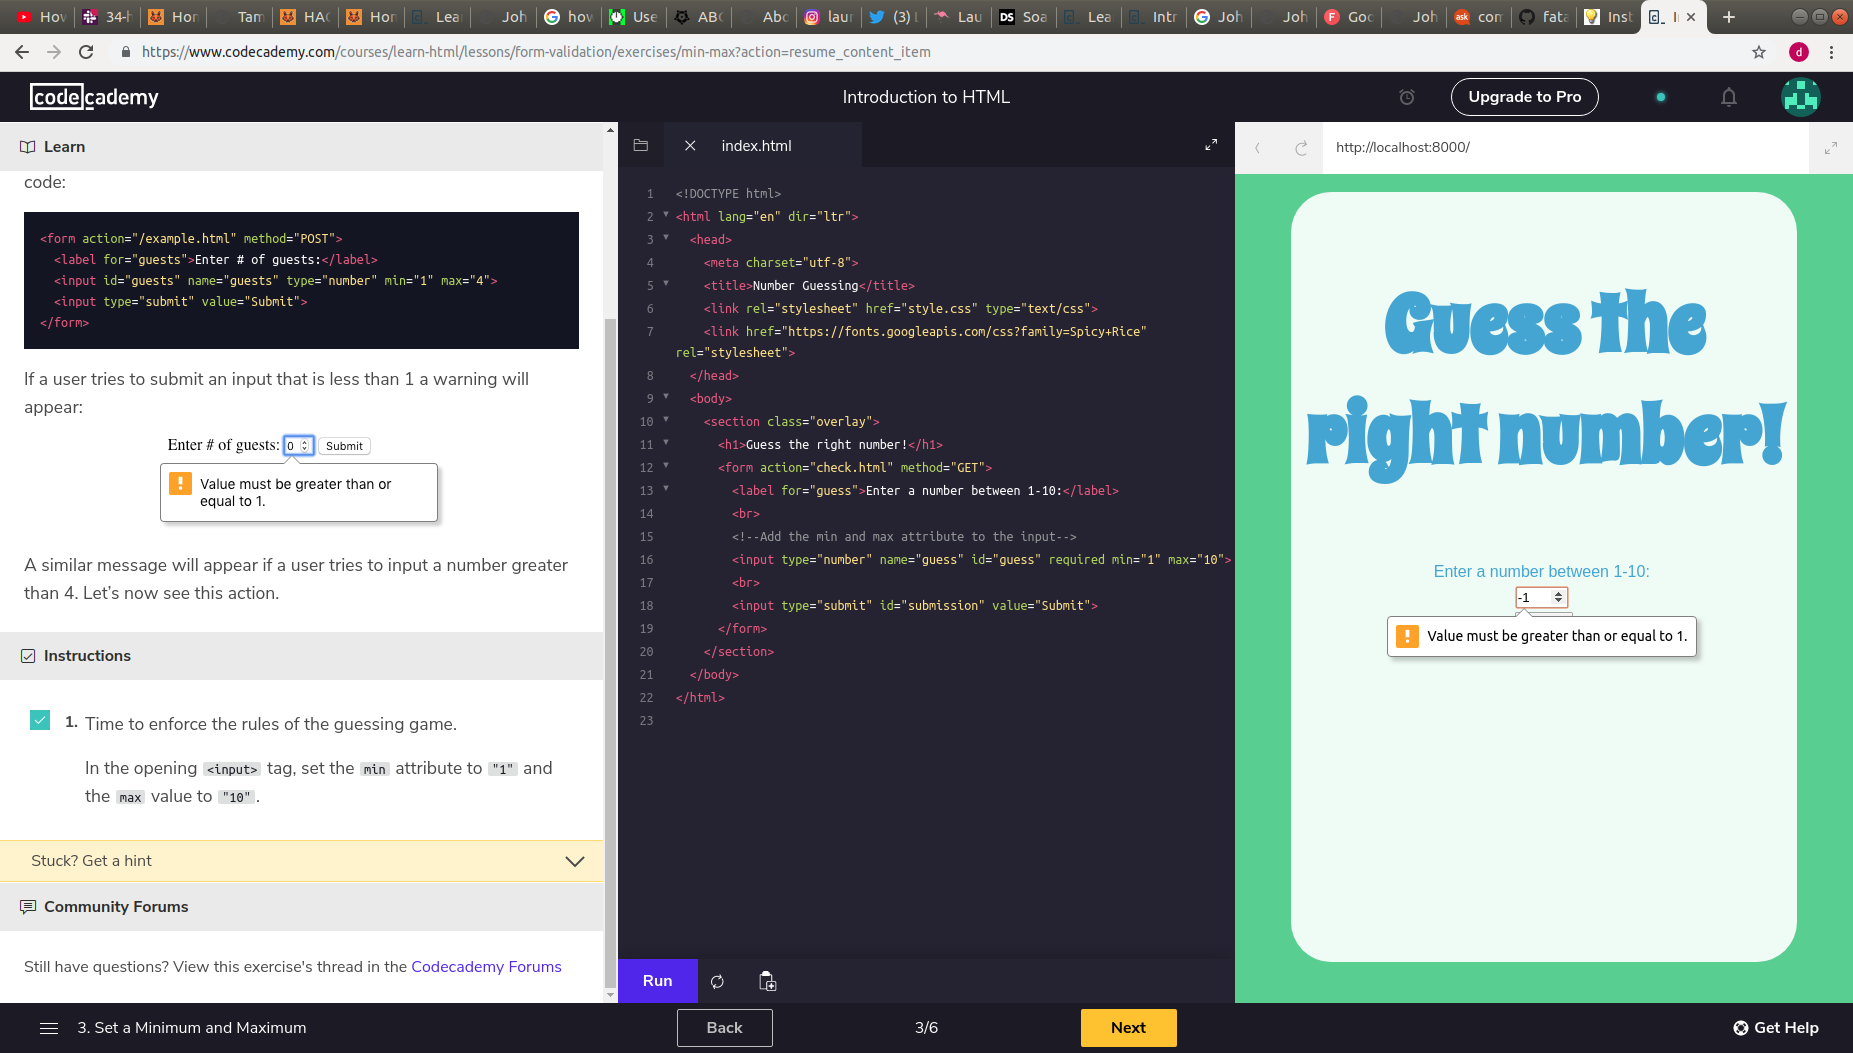 How
34-h
Hor
Tam
HAC
Hor
Lea
Joh
how
Use
ABC
Abc
laur
(3) L
Lau
DS Soa
Lea
Intr
Joh
Joh
F Goc
Joh
ask com
fata
Inst
https://www.codecademy.com/courses/learn-html/lessons/form-validation/exercises/min-max?action=resume_content_item
d
codecademy
Introduction to HTML
Upgrade to Pro
Learn
code:
<form action="/example.html" method="POST">
<label for="guests">Enter # of guests:</label>
<input id="guests" name="guests" type="number" min="1" max="4">
<input type="submit" value="Submit">
</form>
If a user tries to submit an input that is less than 1 a warning will
appear:
Enter # of guests: 0 Submit
Value must be greater than or
equal to 1.
A similar message will appear if a user tries to input a number greater
than 4. Let's now see this action.
Instructions
1. Time to enforce the rules of the guessing game.
In the opening <input> tag, set the min attribute to "1" and
the max value to "10".
Stuck? Get a hint
Community Forums
Still have questions? View this exercise's thread in the Codecademy Forums
index.html
1 <!DOCTYPE html>
2 <html lang="en" dir="ltr">
3 <head>
4 <meta charset="utf-8">
5 <title>Number Guessing</title>
6 <link rel="stylesheet" href="style.css" type="text/css">
7 <link href="https://fonts.googleapis.com/css?family=Spicy+Rice"
rel="stylesheet">
8 </head>
9 <body>
10 <section class="overlay">
11 <h1>Guess the right number!</h1>
12 <form action="check.html" method="GET">
13 <label for="guess">Enter a number between 1-10:</label>
14 <br>
15 <!--Add the min and max attribute to the input-->
16 <input type="number" name="guess" id="guess" required min="1" max="10">
17 <br>
18 <input type="submit" id="submission" value="Submit">
19 </form>
20 </section>
21 </body>
22 </html>
23
Run
http://localhost:8000/
Guess the
right number!
Enter a number between 1-10:
-1
Value must be greater than or equal to 1.
3. Set a Minimum and Maximum
Back
3/6
Next
Get Help